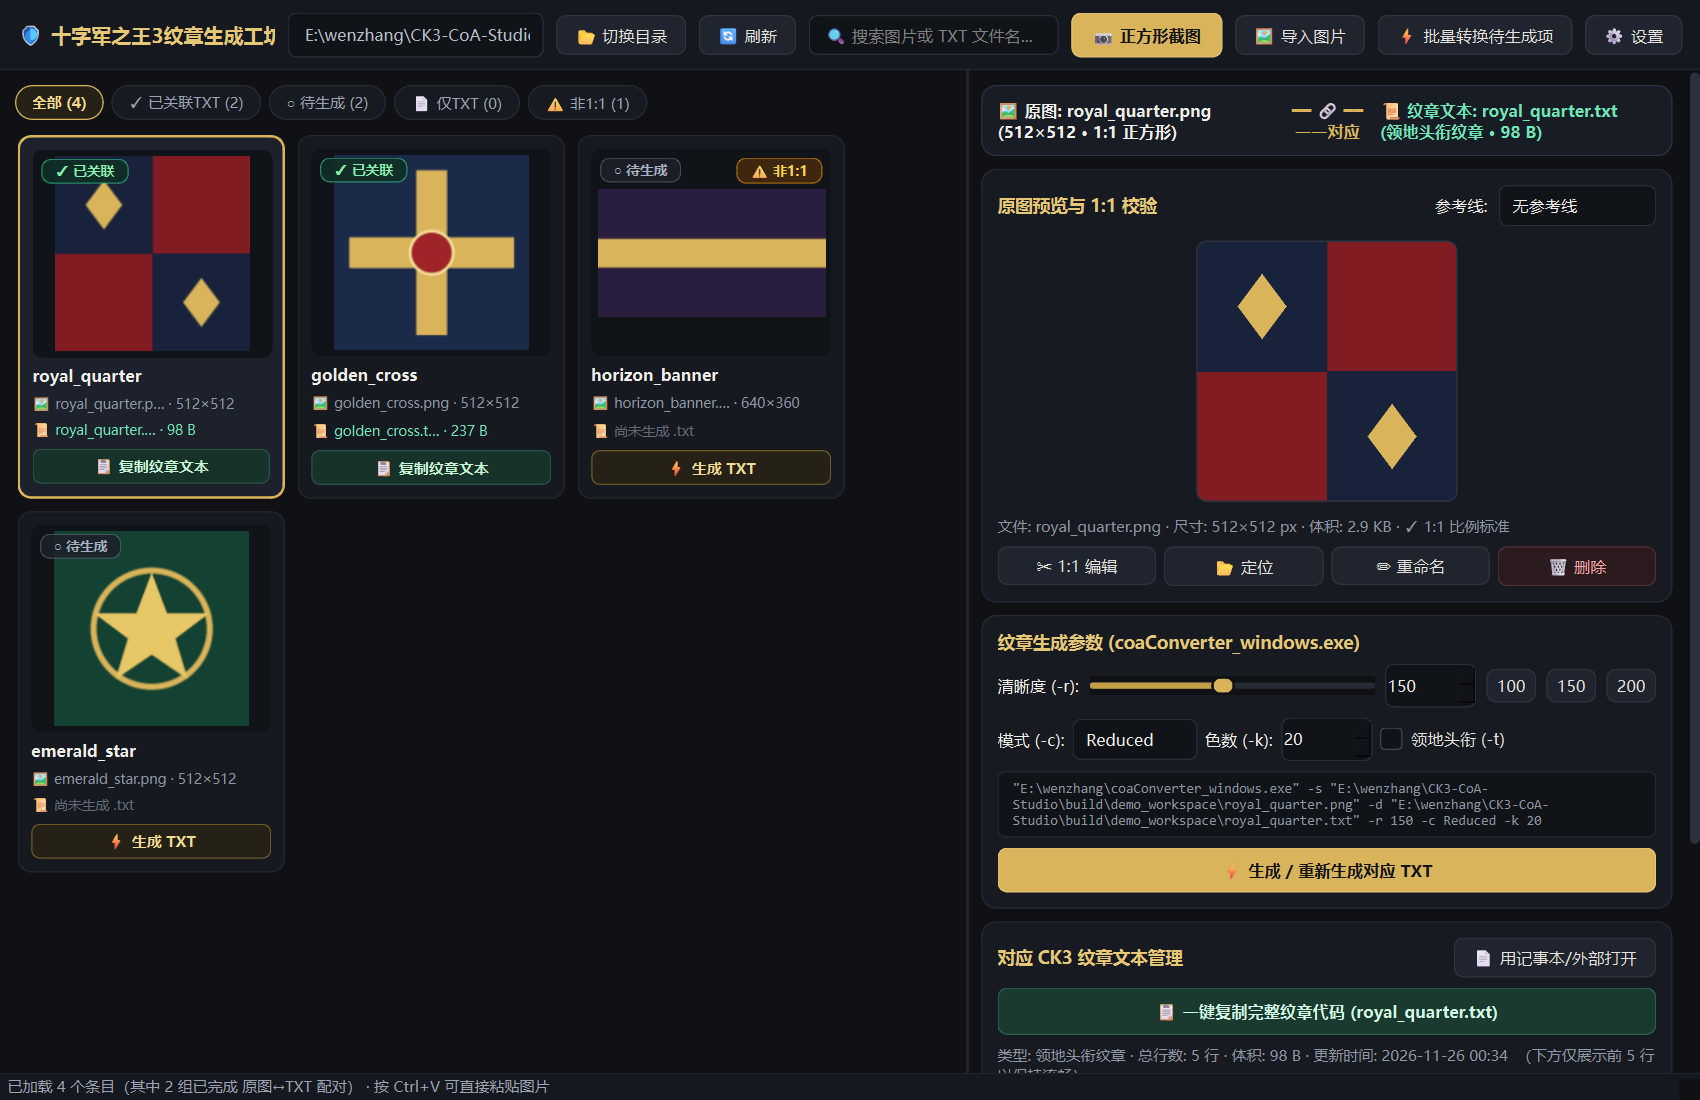 十字军之王3纹章生成工坊
E:\wenzhang\CK3-CoA-Studi
切换目录
刷新
搜索图片或 TXT 文件名...
正方形截图
导入图片
批量转换待生成项
设置
全部 (4)
✓ 已关联TXT (2)
○ 待生成 (2)
仅TXT (0)
非1:1 (1)
✓ 已关联
royal_quarter
royal_quarter.p... · 512×512
royal_quarter.... · 98 B
复制纹章文本
✓ 已关联
golden_cross
golden_cross.png · 512×512
golden_cross.t... · 237 B
复制纹章文本
○ 待生成
非1:1
horizon_banner
horizon_banner.... · 640×360
尚未生成 .txt
生成 TXT
○ 待生成
emerald_star
emerald_star.png · 512×512
尚未生成 .txt
生成 TXT
原图: royal_quarter.png
(512×512 • 1:1 正方形)
— 🔗 —
——对应
纹章文本: royal_quarter.txt
(领地头衔纹章 • 98 B)
原图预览与 1:1 校验
参考线:
无参考线
文件: royal_quarter.png · 尺寸: 512×512 px · 体积: 2.9 KB · ✓ 1:1 比例标准
✂ 1:1 编辑
定位
✏ 重命名
删除
纹章生成参数 (coaConverter_windows.exe)
清晰度 (-r):
150
100
150
200
模式 (-c):
Reduced
色数 (-k):
20
领地头衔 (-t)
"E:\wenzhang\coaConverter_windows.exe" -s "E:\wenzhang\CK3-CoA-
Studio\build\demo_workspace\royal_quarter.png" -d "E:\wenzhang\CK3-CoA-
Studio\build\demo_workspace\royal_quarter.txt" -r 150 -c Reduced -k 20
生成 / 重新生成对应 TXT
对应 CK3 纹章文本管理
用记事本/外部打开
一键复制完整纹章代码 (royal_quarter.txt)
类型: 领地头衔纹章 · 总行数: 5 行 · 体积: 98 B · 更新时间: 2026-11-26 00:34 (下方仅展示前 5 行
已加载 4 个条目（其中 2 组已完成 原图↔TXT 配对） · 按 Ctrl+V 可直接粘贴图片